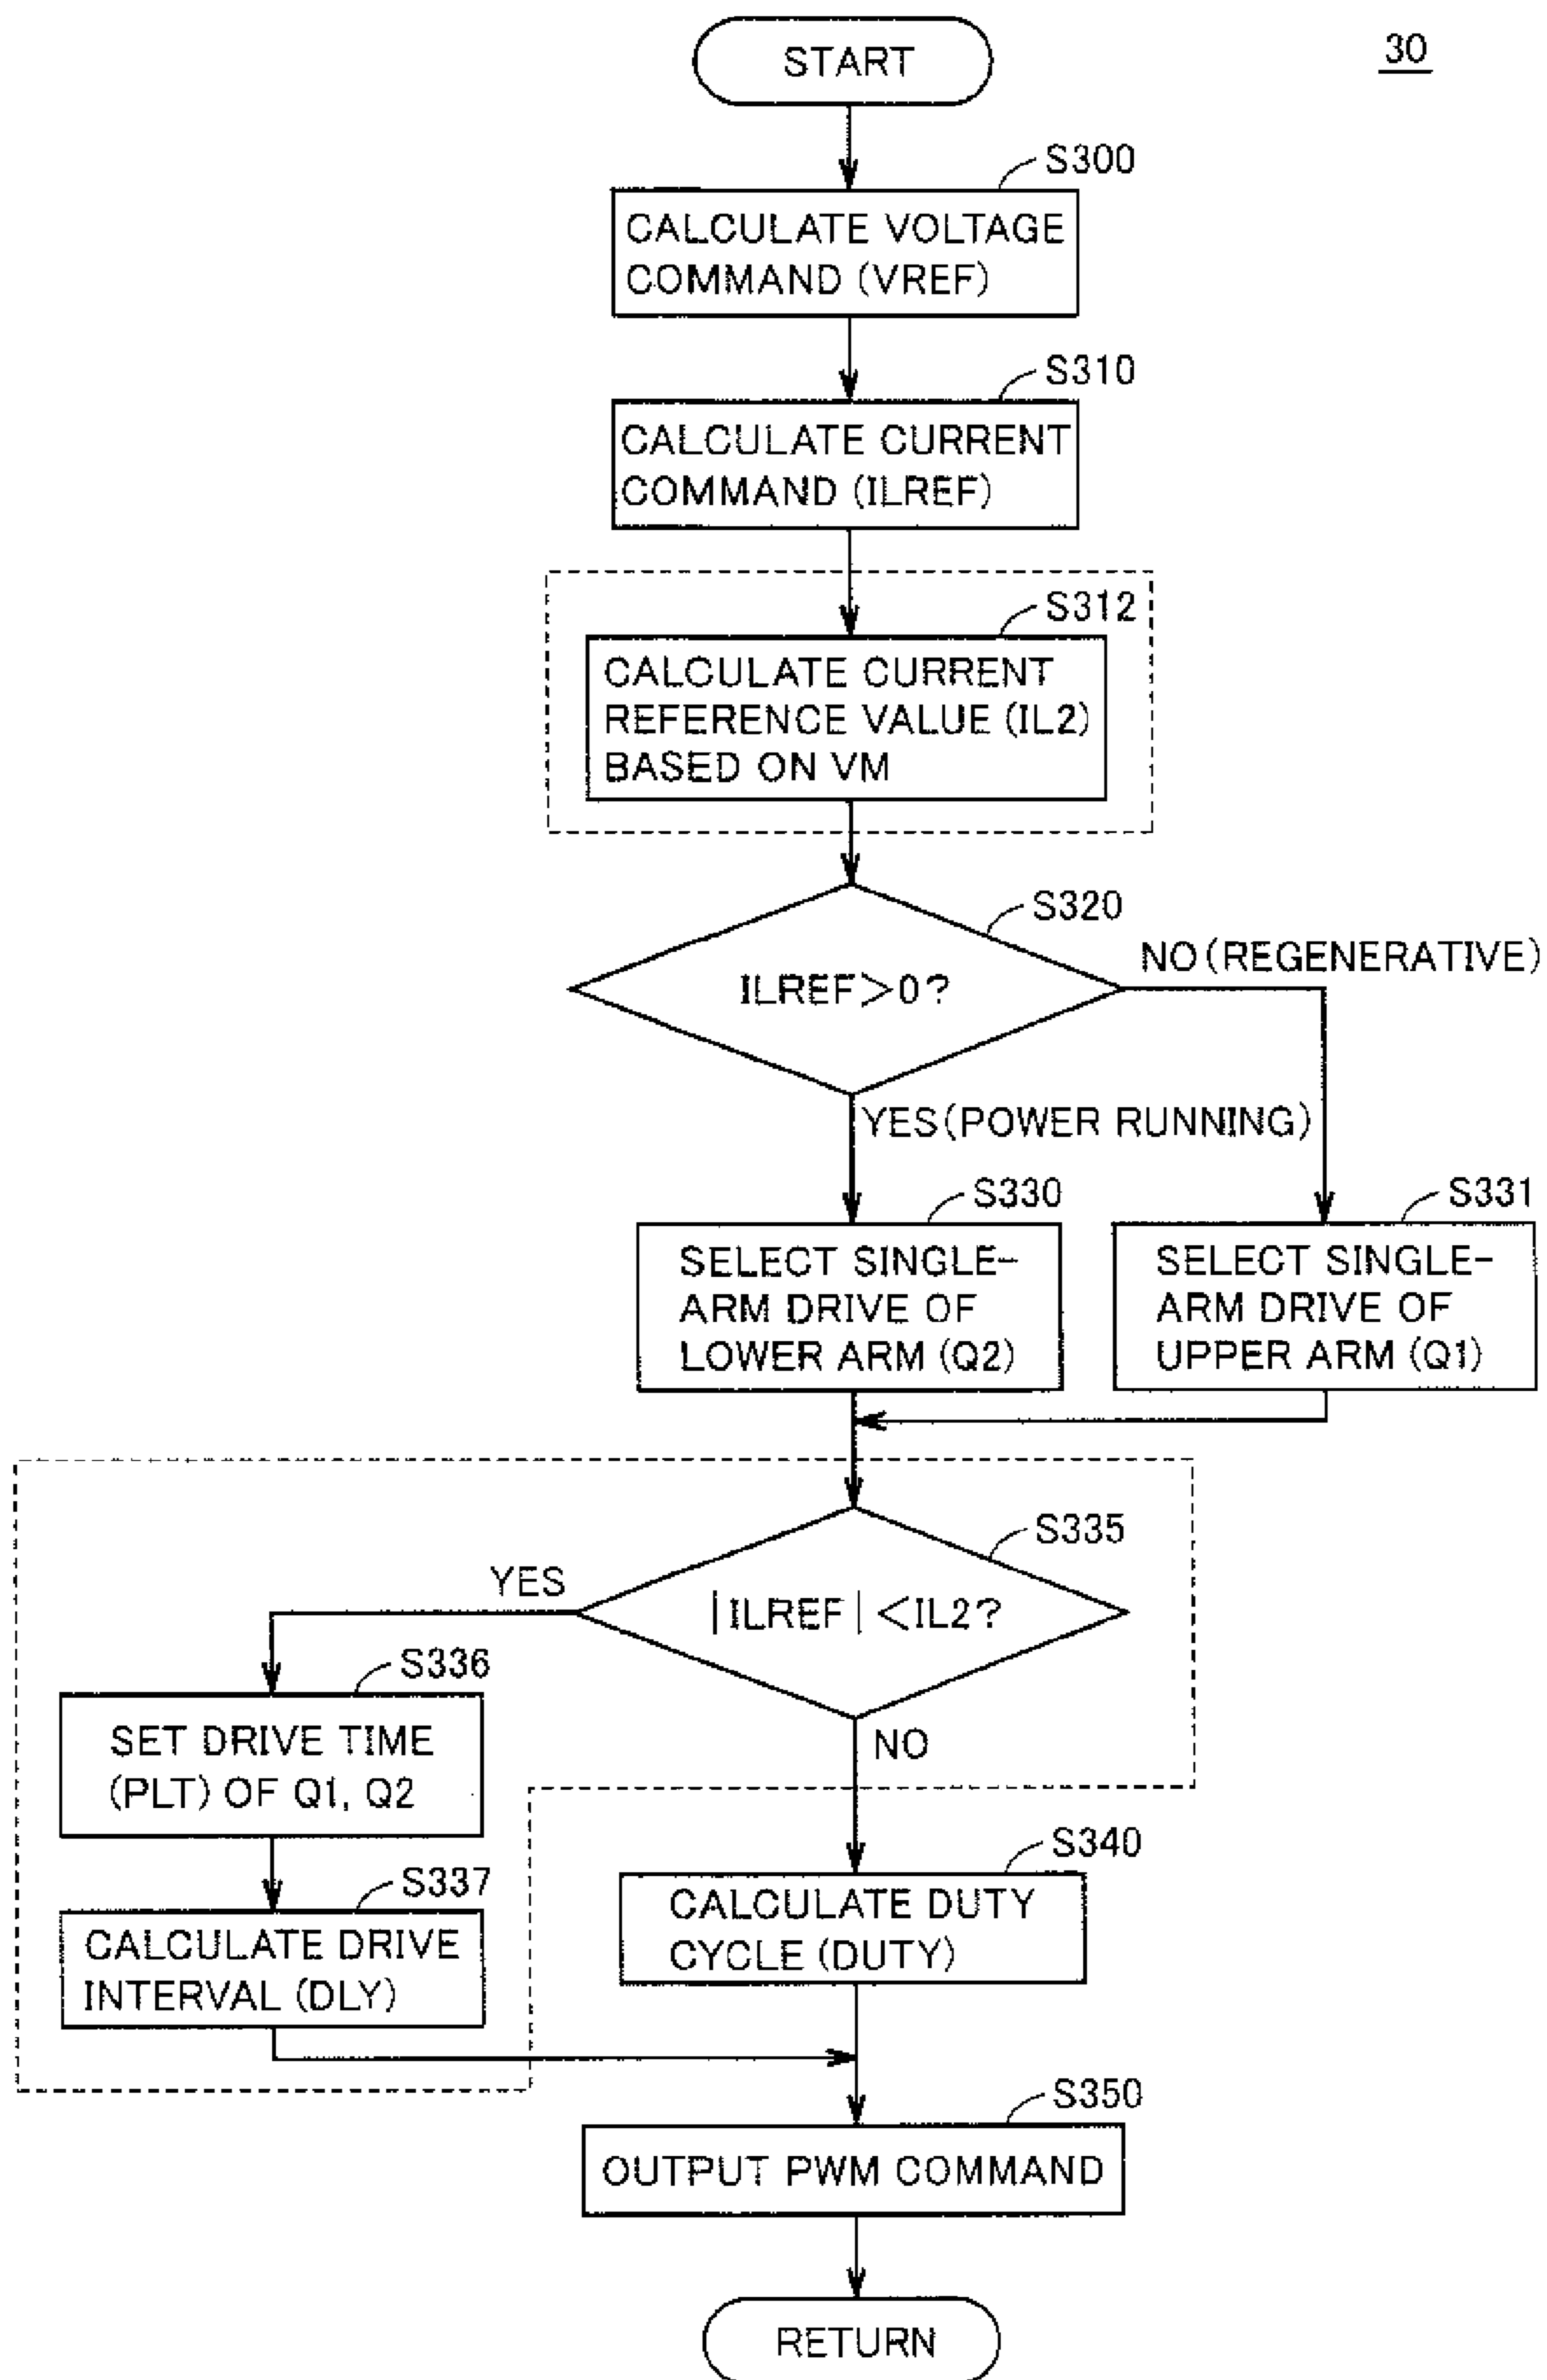 30
START
S300
CALCULATE VOLTAGE
COMMAND (VREF)
S310
CALCULATE CURRENT
COMMAND (ILREF)
S312
CALCULATE CURRENT
REFERENCE VALUE (IL2)
BASED ON VM
S320
ILREF>0?
NO (REGENERATIVE)
YES (POWER RUNNING)
S330
SELECT SINGLE-
ARM DRIVE OF
LOWER ARM (Q2)
S331
SELECT SINGLE-
ARM DRIVE OF
UPPER ARM (Q1)
S335
|ILREF|<IL2?
YES
NO
S336
SET DRIVE TIME
(PLT) OF Q1, Q2
S337
CALCULATE DRIVE
INTERVAL (DLY)
S340
CALCULATE DUTY
CYCLE (DUTY)
S350
OUTPUT PWM COMMAND
RETURN